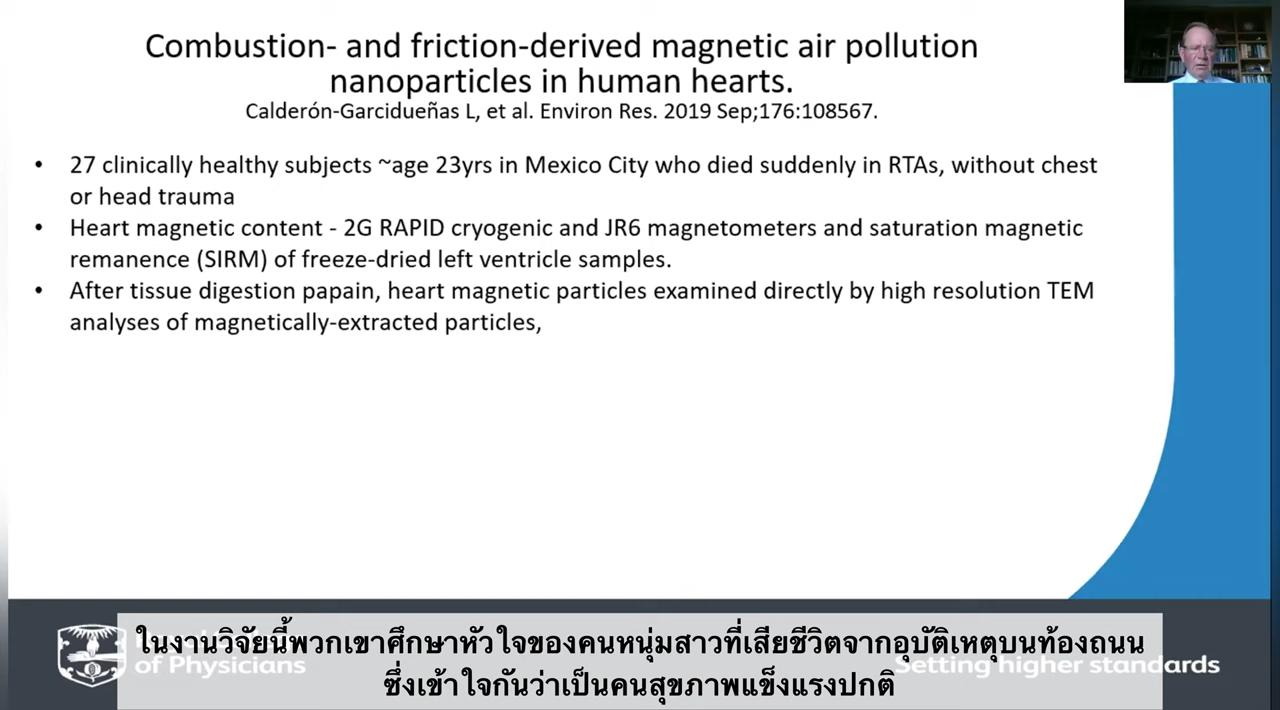 Combustion- and friction-derived magnetic air pollution
nanoparticles in human hearts.
Calderón-Garcidueñas L, et al. Environ Res. 2019 Sep;176:108567.
• 27 clinically healthy subjects ~age 23yrs in Mexico City who died suddenly in RTAs, without chest
or head trauma
• Heart magnetic content - 2G RAPID cryogenic and JR6 magnetometers and saturation magnetic
remanence (SIRM) of freeze-dried left ventricle samples.
• After tissue digestion papain, heart magnetic particles examined directly by high resolution TEM
analyses of magnetically-extracted particles,
ในงานวิจัยนี้พวกเขาศึกษาหัวใจของคนหนุ่มสาวที่เสียชีวิตจากอุบัติเหตุบนท้องถนน
of Physicians
Setting higher standards
ซึ่งเข้าใจกันว่าเป็นคนสุขภาพแข็งแรงปกติ